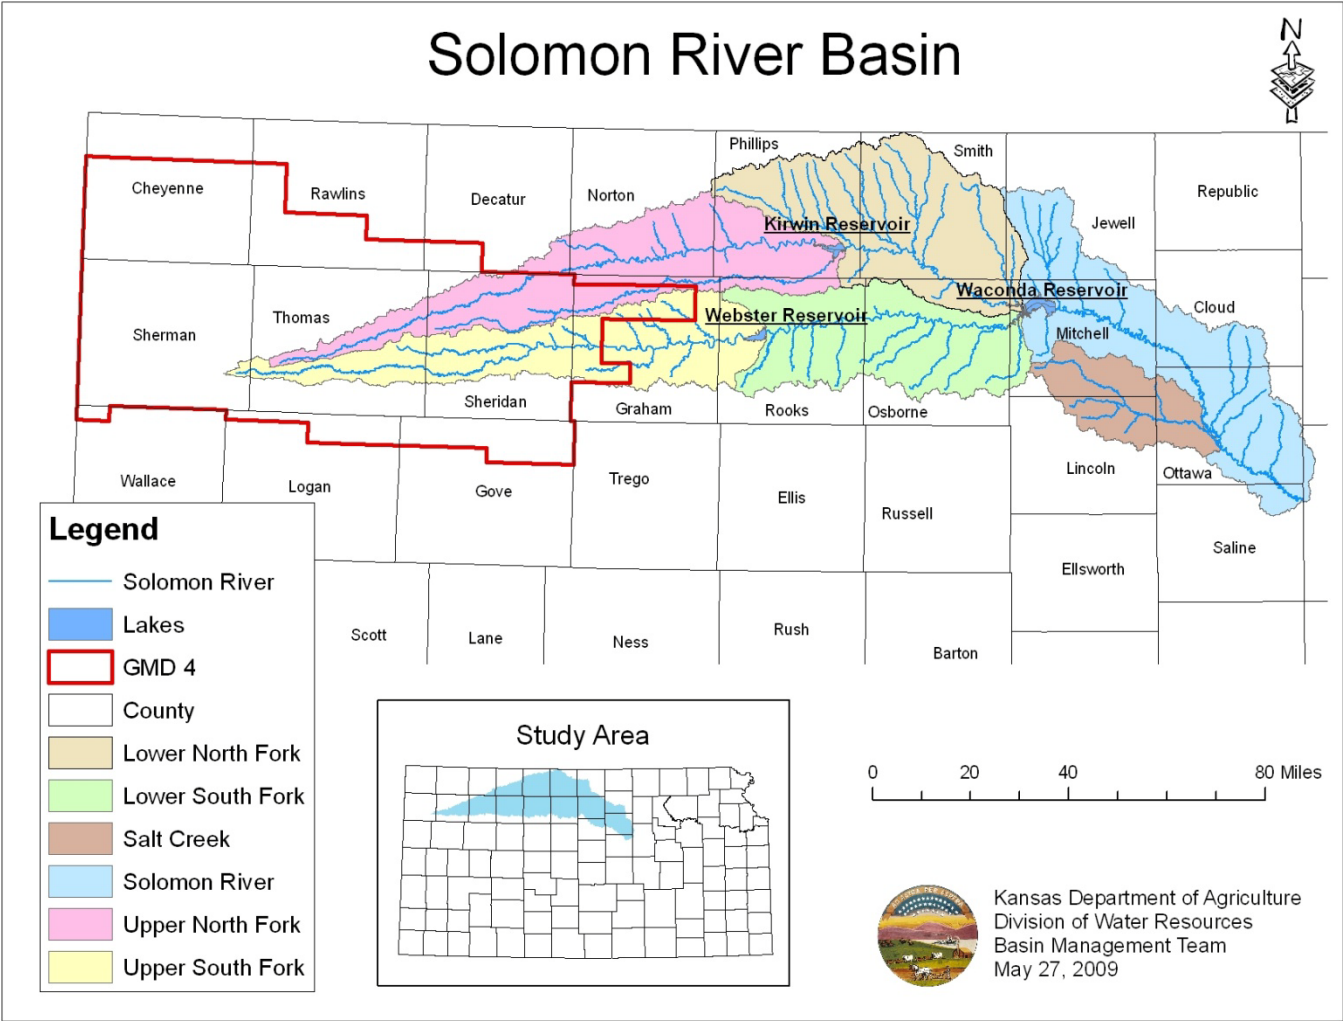 Solomon River Basin
N
Phillips
Smith
Cheyenne
Rawlins
Decatur
Norton
Republic
Kirwin Reservoir
Jewell
Waconda Reservoir
Thomas
Webster Reservoir
Cloud
Sherman
Mitchell
Sheridan
Graham
Rooks
Osborne
Wallace
Logan
Gove
Trego
Ellis
Russell
Lincoln
Ottawa
Saline
Ellsworth
Scott
Lane
Ness
Rush
Barton
Legend
Solomon River
Lakes
GMD 4
County
Lower North Fork
Lower South Fork
Salt Creek
Solomon River
Upper North Fork
Upper South Fork
Study Area
0 20 40 80 Miles
Kansas Department of Agriculture
Division of Water Resources
Basin Management Team
May 27, 2009